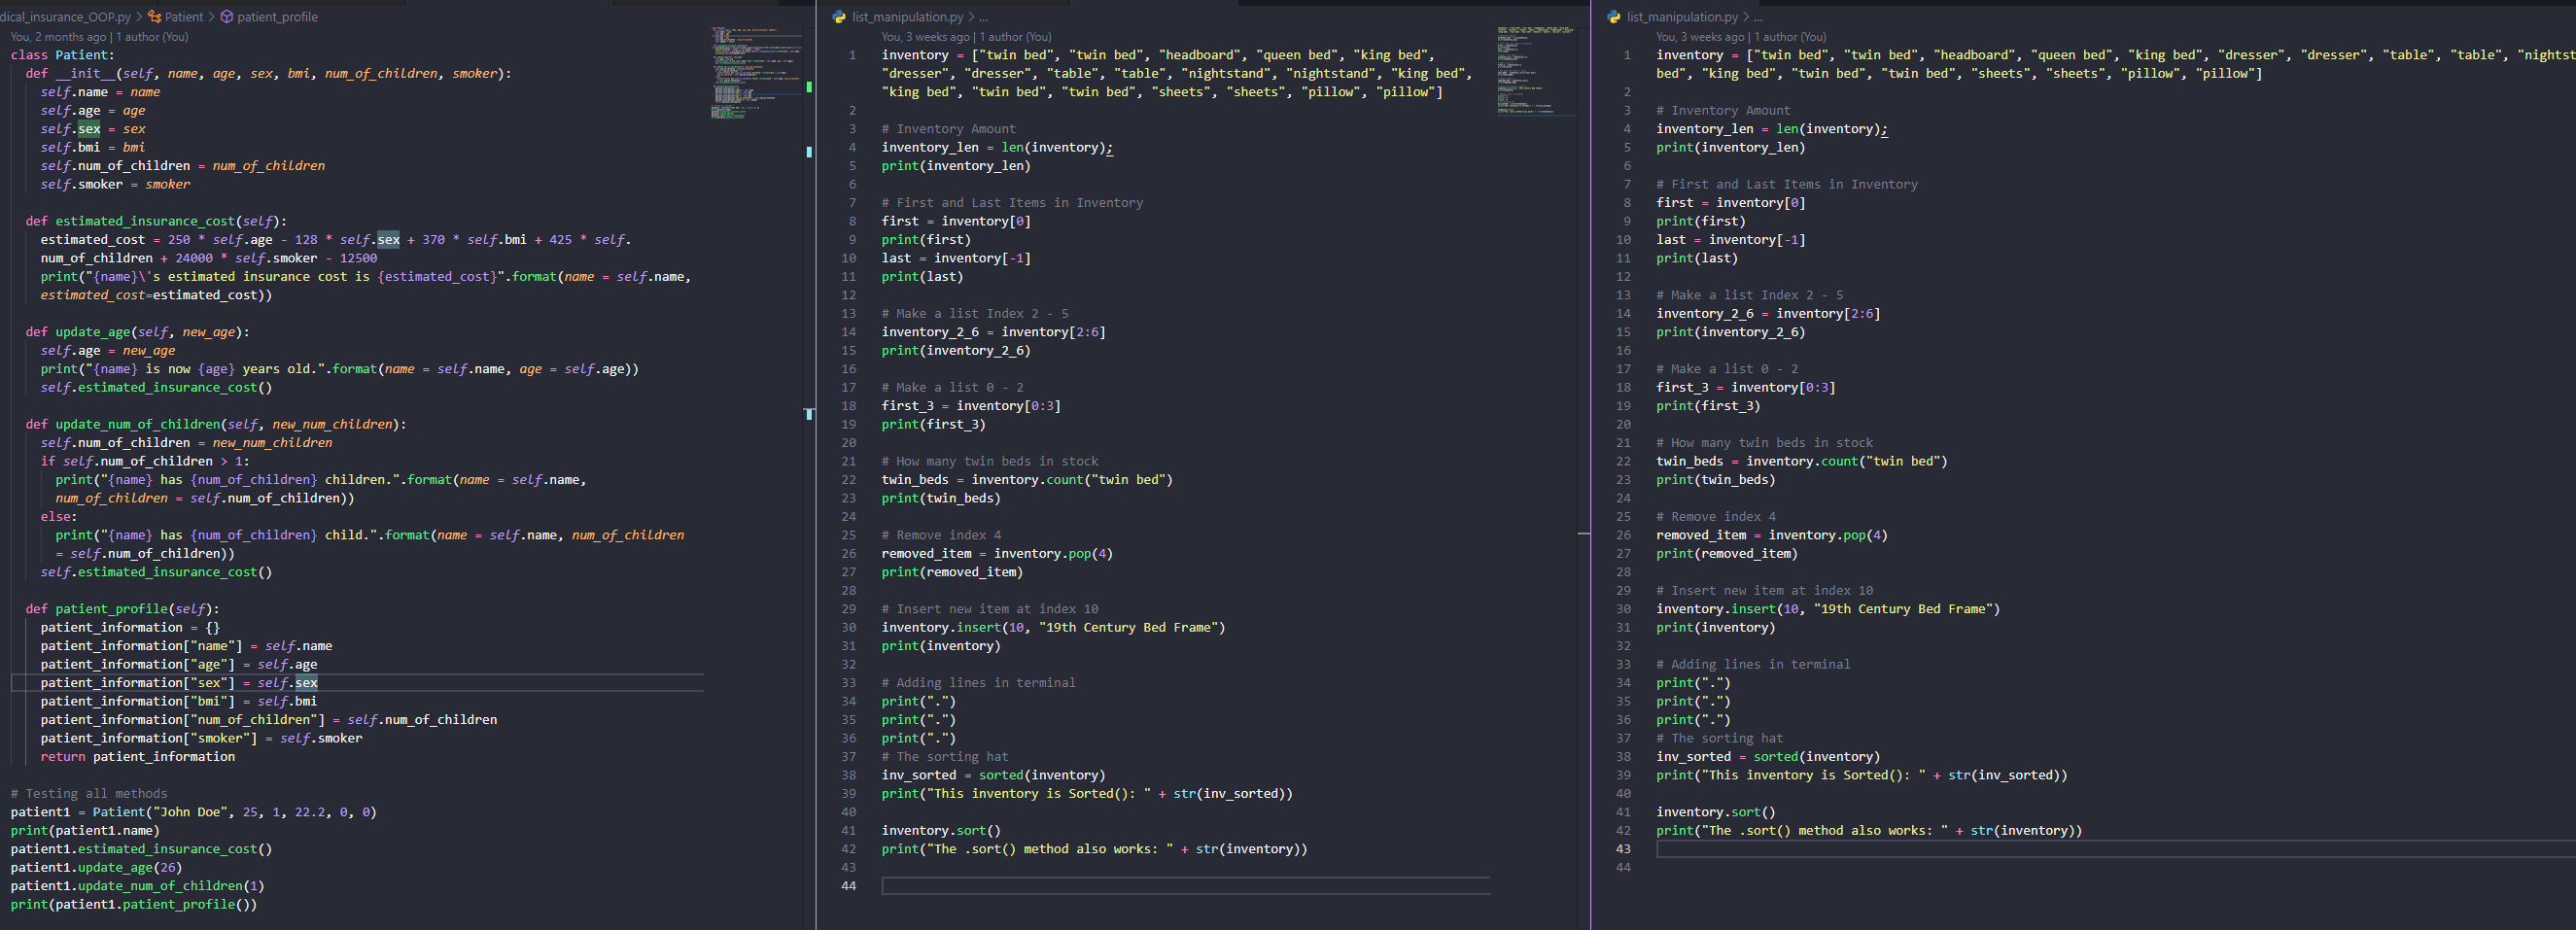 dical_insurance_OOP.py > Patient > patient_profile
You, 2 months ago | 1 author (You)
class Patient:
  def __init__(self, name, age, sex, bmi, num_of_children, smoker):
    self.name = name
    self.age = age
    self.sex = sex
    self.bmi = bmi
    self.num_of_children = num_of_children
    self.smoker = smoker
  def estimated_insurance_cost(self):
    estimated_cost = 250 * self.age - 128 * self.sex + 370 * self.bmi + 425 * self.
    num_of_children + 24000 * self.smoker - 12500
    print("{name}\'s estimated insurance cost is {estimated_cost}".format(name = self.name,
    estimated_cost=estimated_cost))
  def update_age(self, new_age):
    self.age = new_age
    print("{name} is now {age} years old.".format(name = self.name, age = self.age))
    self.estimated_insurance_cost()
  def update_num_of_children(self, new_num_children):
    self.num_of_children = new_num_children
    if self.num_of_children > 1:
      print("{name} has {num_of_children} children.".format(name = self.name,
      num_of_children = self.num_of_children))
    else:
      print("{name} has {num_of_children} child.".format(name = self.name, num_of_children
      = self.num_of_children))
    self.estimated_insurance_cost()
  def patient_profile(self):
    patient_information = {}
    patient_information["name"] = self.name
    patient_information["age"] = self.age
    patient_information["sex"] = self.sex
    patient_information["bmi"] = self.bmi
    patient_information["num_of_children"] = self.num_of_children
    patient_information["smoker"] = self.smoker
    return patient_information
# Testing all methods
patient1 = Patient("John Doe", 25, 1, 22.2, 0, 0)
print(patient1.name)
patient1.estimated_insurance_cost()
patient1.update_age(26)
patient1.update_num_of_children(1)
print(patient1.patient_profile())
list_manipulation.py > ...
You, 3 weeks ago | 1 author (You)
1 inventory = ["twin bed", "twin bed", "headboard", "queen bed", "king bed",
"dresser", "dresser", "table", "table", "nightstand", "nightstand", "king bed",
"king bed", "twin bed", "twin bed", "sheets", "sheets", "pillow", "pillow"]
2
3 # Inventory Amount
4 inventory_len = len(inventory);
5 print(inventory_len)
6
7 # First and Last Items in Inventory
8 first = inventory[0]
9 print(first)
10 last = inventory[-1]
11 print(last)
12
13 # Make a list Index 2 - 5
14 inventory_2_6 = inventory[2:6]
15 print(inventory_2_6)
16
17 # Make a list 0 - 2
18 first_3 = inventory[0:3]
19 print(first_3)
20
21 # How many twin beds in stock
22 twin_beds = inventory.count("twin bed")
23 print(twin_beds)
24
25 # Remove index 4
26 removed_item = inventory.pop(4)
27 print(removed_item)
28
29 # Insert new item at index 10
30 inventory.insert(10, "19th Century Bed Frame")
31 print(inventory)
32
33 # Adding lines in terminal
34 print(".")
35 print(".")
36 print(".")
37 # The sorting hat
38 inv_sorted = sorted(inventory)
39 print("This inventory is Sorted(): " + str(inv_sorted))
40
41 inventory.sort()
42 print("The .sort() method also works: " + str(inventory))
43
44
list_manipulation.py > ...
You, 3 weeks ago | 1 author (You)
1 inventory = ["twin bed", "twin bed", "headboard", "queen bed", "king bed", "dresser", "dresser", "table", "table", "nightst
bed", "king bed", "twin bed", "twin bed", "sheets", "sheets", "pillow", "pillow"]
2
3 # Inventory Amount
4 inventory_len = len(inventory);
5 print(inventory_len)
6
7 # First and Last Items in Inventory
8 first = inventory[0]
9 print(first)
10 last = inventory[-1]
11 print(last)
12
13 # Make a list Index 2 - 5
14 inventory_2_6 = inventory[2:6]
15 print(inventory_2_6)
16
17 # Make a list 0 - 2
18 first_3 = inventory[0:3]
19 print(first_3)
20
21 # How many twin beds in stock
22 twin_beds = inventory.count("twin bed")
23 print(twin_beds)
24
25 # Remove index 4
26 removed_item = inventory.pop(4)
27 print(removed_item)
28
29 # Insert new item at index 10
30 inventory.insert(10, "19th Century Bed Frame")
31 print(inventory)
32
33 # Adding lines in terminal
34 print(".")
35 print(".")
36 print(".")
37 # The sorting hat
38 inv_sorted = sorted(inventory)
39 print("This inventory is Sorted(): " + str(inv_sorted))
40
41 inventory.sort()
42 print("The .sort() method also works: " + str(inventory))
43
44